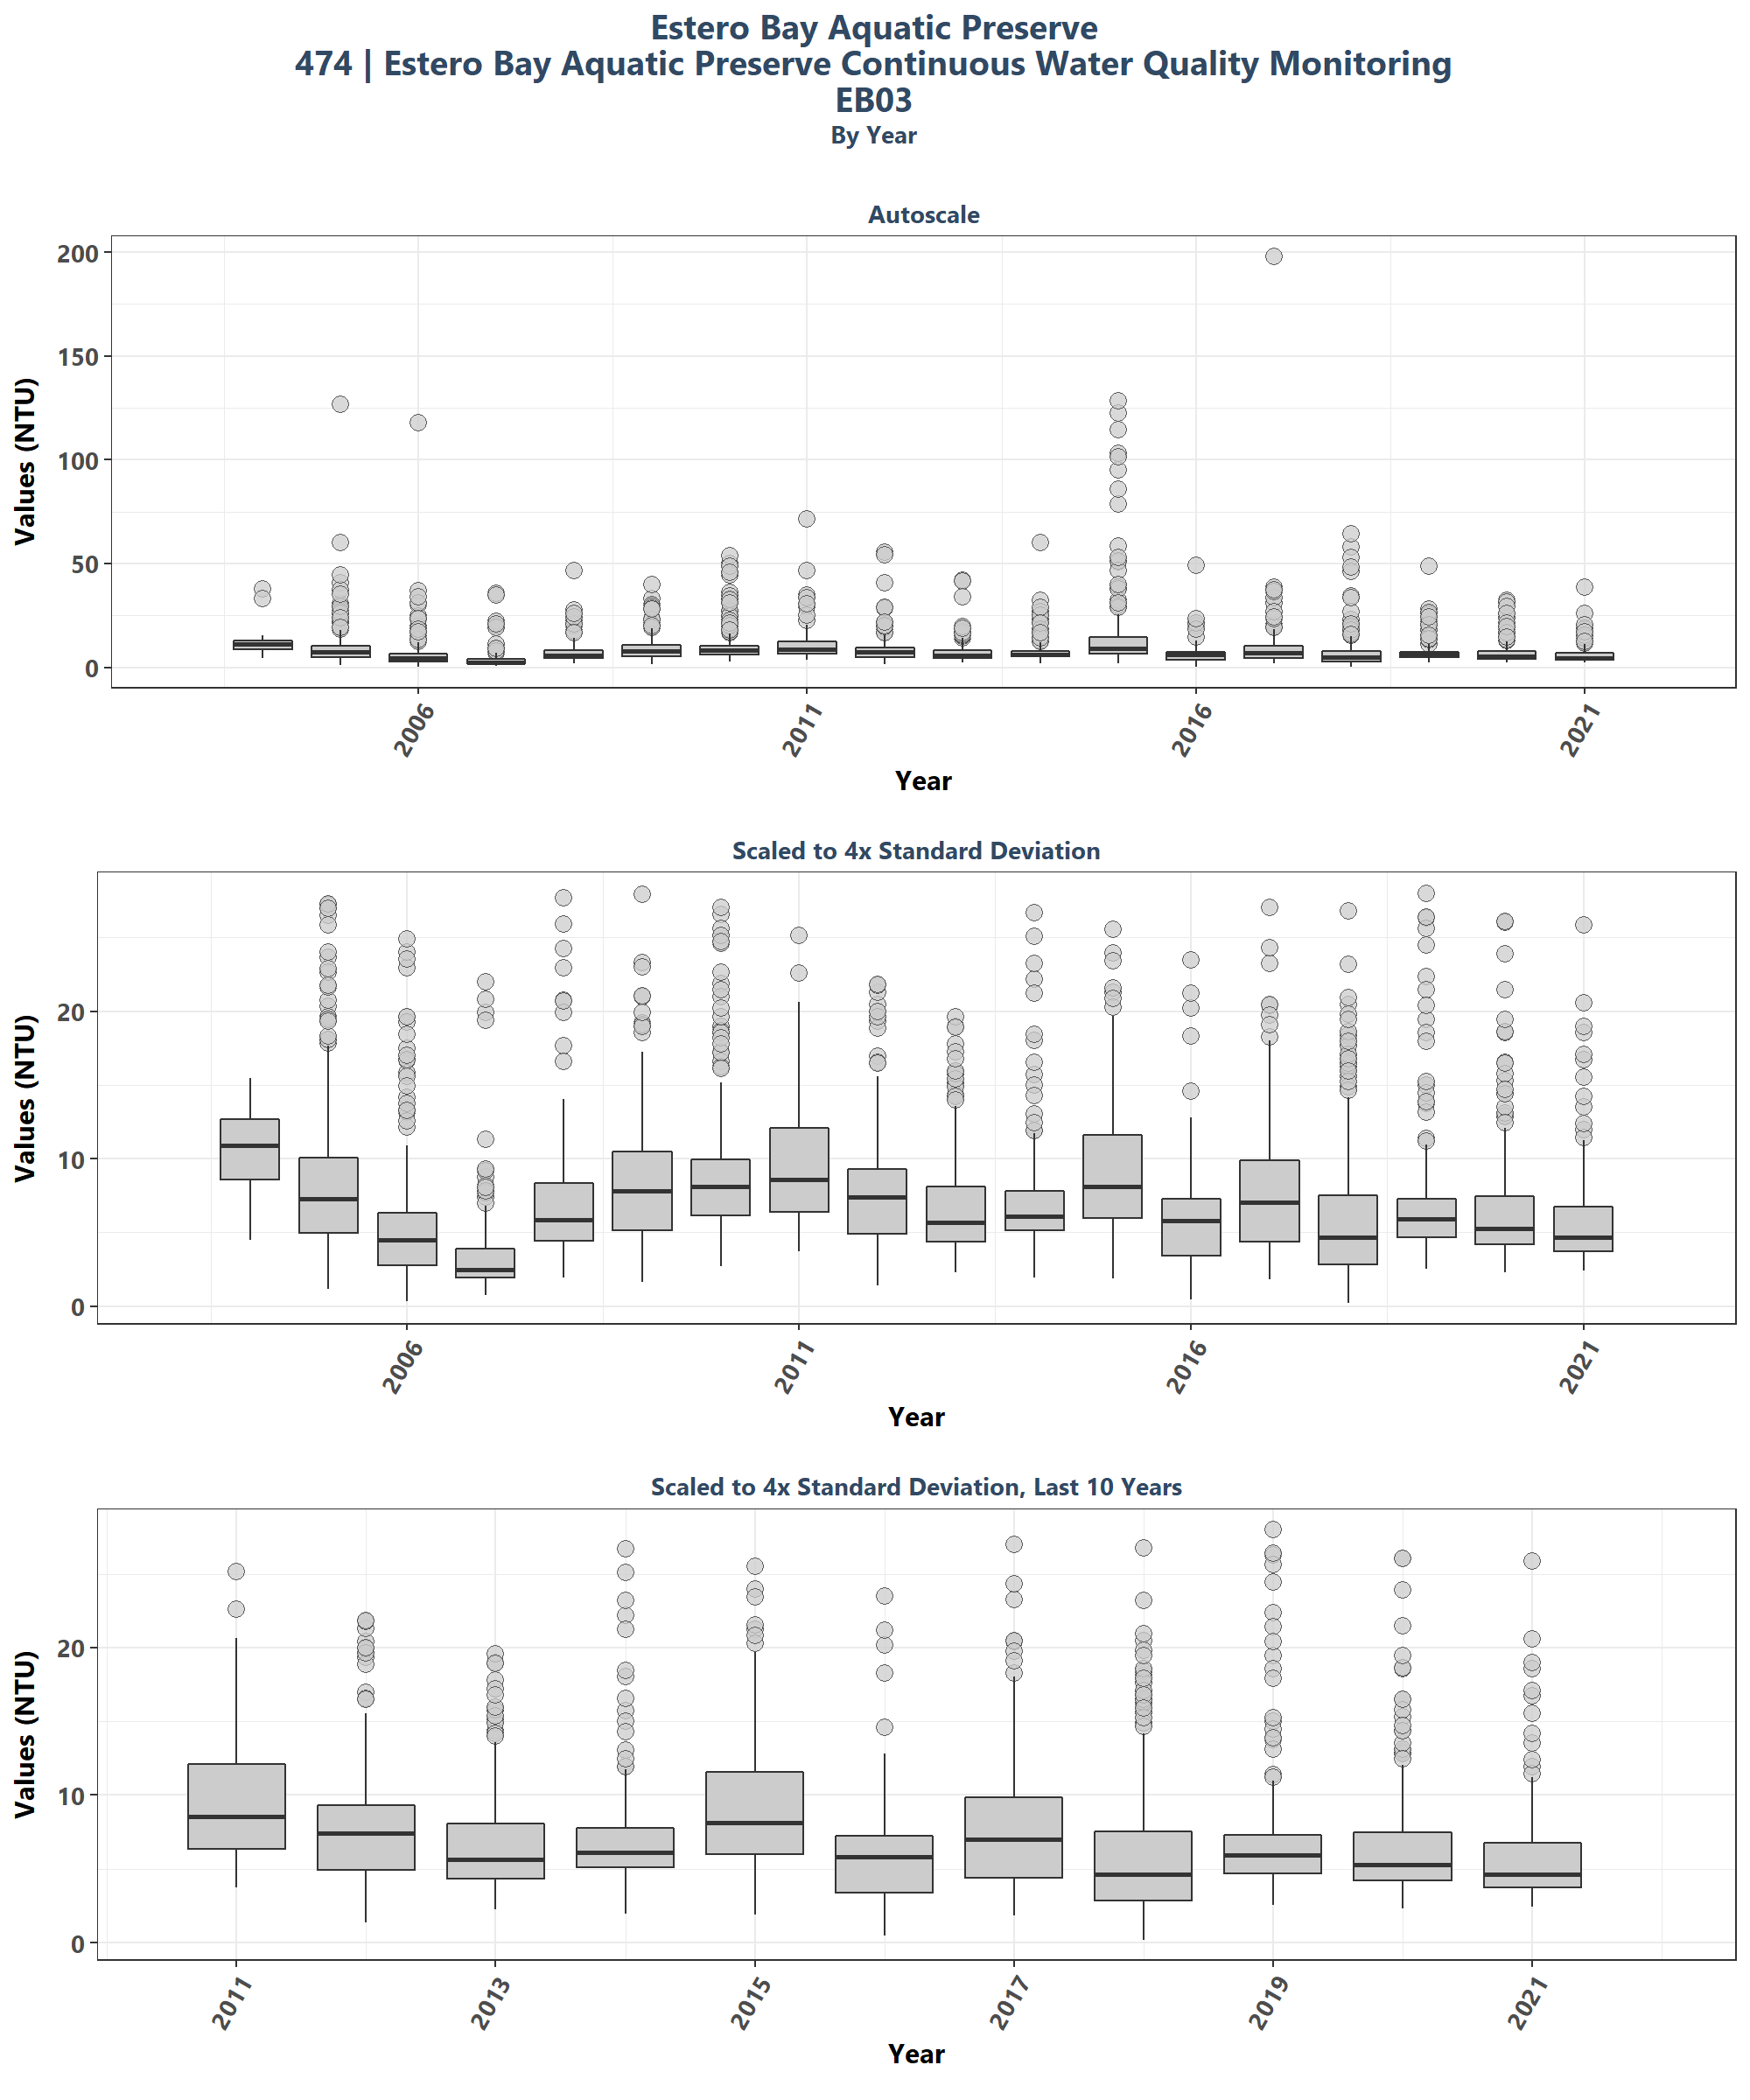 Estero Bay Aquatic Preserve
474 | Estero Bay Aquatic Preserve Continuous Water Quality Monitoring
EB03
By Year
Autoscale
Values (NTU)
200
150
100
50
0
2006
2011
2016
2021
Year
Scaled to 4x Standard Deviation
Values (NTU)
20
10
0
2006
2011
2016
2021
Year
Scaled to 4x Standard Deviation, Last 10 Years
Values (NTU)
20
10
0
2011
2013
2015
2017
2019
2021
Year